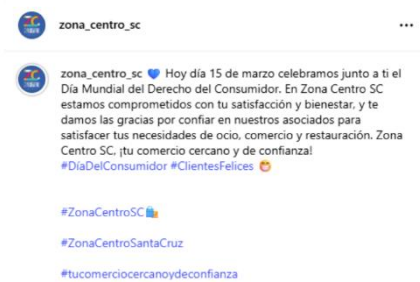 zona_centro_sc
zona_centro_sc 💙 Hoy día 15 de marzo celebramos junto a ti el
Día Mundial del Derecho del Consumidor. En Zona Centro SC
estamos comprometidos con tu satisfacción y bienestar, y te
damos las gracias por confiar en nuestros asociados para
satisfacer tus necesidades de ocio, comercio y restauración. Zona
Centro SC, ¡tu comercio cercano y de confianza!
#DíaDelConsumidor #ClientesFelices 😁
#ZonaCentroSC🛍️
#ZonaCentroSantaCruz
#tucomerciocercanoydeconfianza